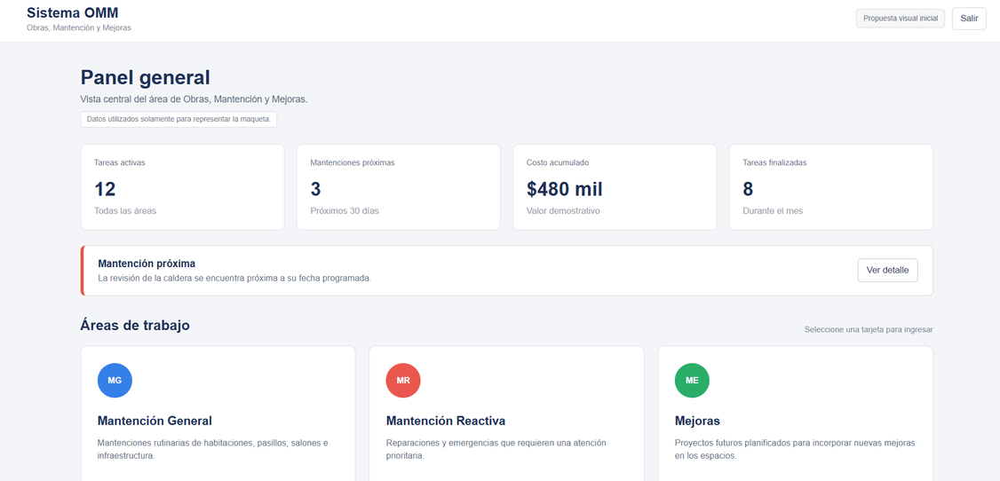 Sistema OMM
Obras, Mantención y Mejoras
Propuesta visual inicial
Salir
Panel general
Vista central del área de Obras, Mantención y Mejoras.
Datos utilizados solamente para representar la maqueta.
Tareas activas
12
Todas las áreas
Mantenciones próximas
3
Próximos 30 días
Costo acumulado
$480 mil
Valor demostrativo
Tareas finalizadas
8
Durante el mes
Mantención próxima
La revisión de la caldera se encuentra próxima a su fecha programada.
Ver detalle
Áreas de trabajo
Seleccione una tarjeta para ingresar
MG
Mantención General
Mantenciones rutinarias de habitaciones, pasillos, salones e
infraestructura.
MR
Mantención Reactiva
Reparaciones y emergencias que requieren una atención
prioritaria.
ME
Mejoras
Proyectos futuros planificados para incorporar nuevas mejoras
en los espacios.